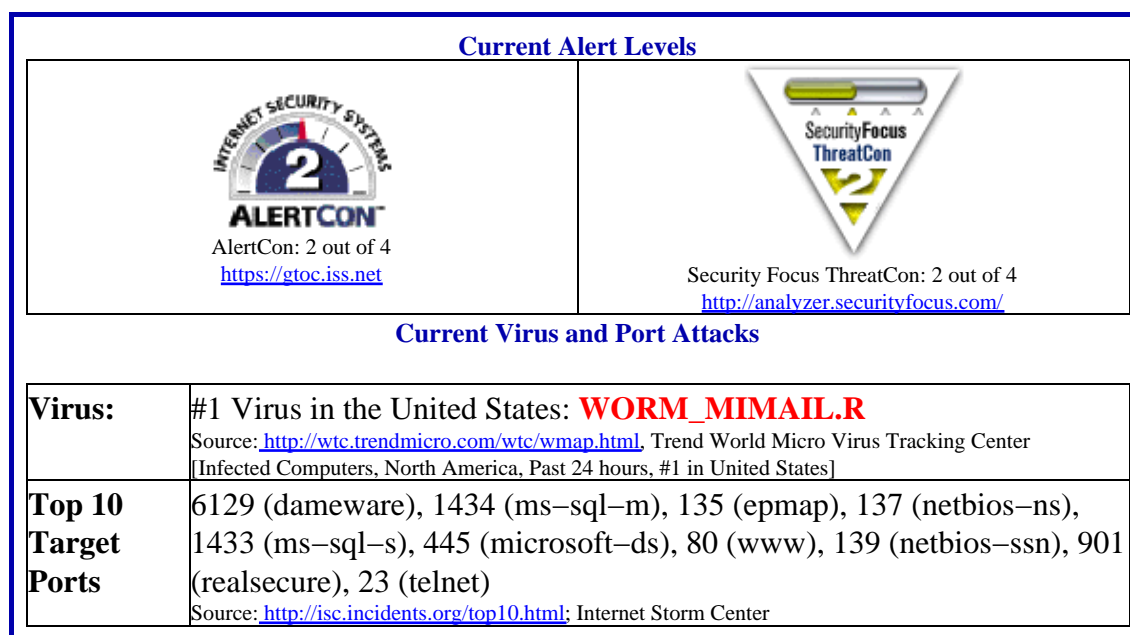 Current Alert Levels
INTERNET SECURITY SYSTEMS
2
ALERTCON™
AlertCon: 2 out of 4
https://gtoc.iss.net
SecurityFocus
ThreatCon
2
Security Focus ThreatCon: 2 out of 4
http://analyzer.securityfocus.com/
Current Virus and Port Attacks
Virus:
#1 Virus in the United States: WORM_MIMAIL.R
Source: http://wtc.trendmicro.com/wtc/wmap.html, Trend World Micro Virus Tracking Center
[Infected Computers, North America, Past 24 hours, #1 in United States]
Top 10
Target
Ports
6129 (dameware), 1434 (ms−sql−m), 135 (epmap), 137 (netbios−ns),
1433 (ms−sql−s), 445 (microsoft−ds), 80 (www), 139 (netbios−ssn), 901
(realsecure), 23 (telnet)
Source: http://isc.incidents.org/top10.html; Internet Storm Center